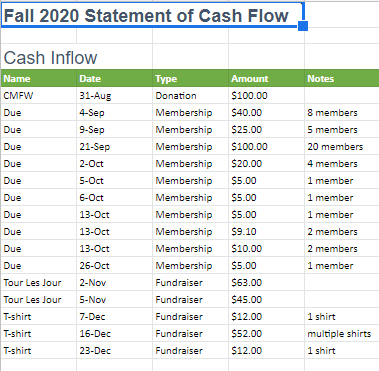 Fall 2020 Statement of Cash Flow
Cash Inflow
Name Date Type Amount Notes
CMFW 31-Aug Donation $100.00
Due 4-Sep Membership $40.00 8 members
Due 9-Sep Membership $25.00 5 members
Due 21-Sep Membership $100.00 20 members
Due 2-Oct Membership $20.00 4 members
Due 5-Oct Membership $5.00 1 member
Due 6-Oct Membership $5.00 1 member
Due 13-Oct Membership $5.00 1 member
Due 13-Oct Membership $9.10 2 members
Due 13-Oct Membership $10.00 2 members
Due 26-Oct Membership $5.00 1 member
Tour Les Jour 2-Nov Fundraiser $63.00
Tour Les Jour 5-Nov Fundraiser $45.00
T-shirt 7-Dec Fundraiser $12.00 1 shirt
T-shirt 16-Dec Fundraiser $52.00 multiple shirts
T-shirt 23-Dec Fundraiser $12.00 1 shirt